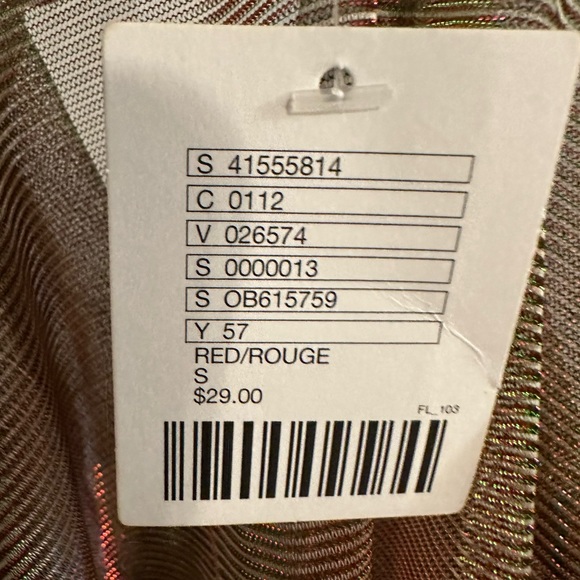 S 41555814
C 0112
V 026574
S 0000013
S OB615759
Y 57
RED/ROUGE
S
$29.00
FL_103